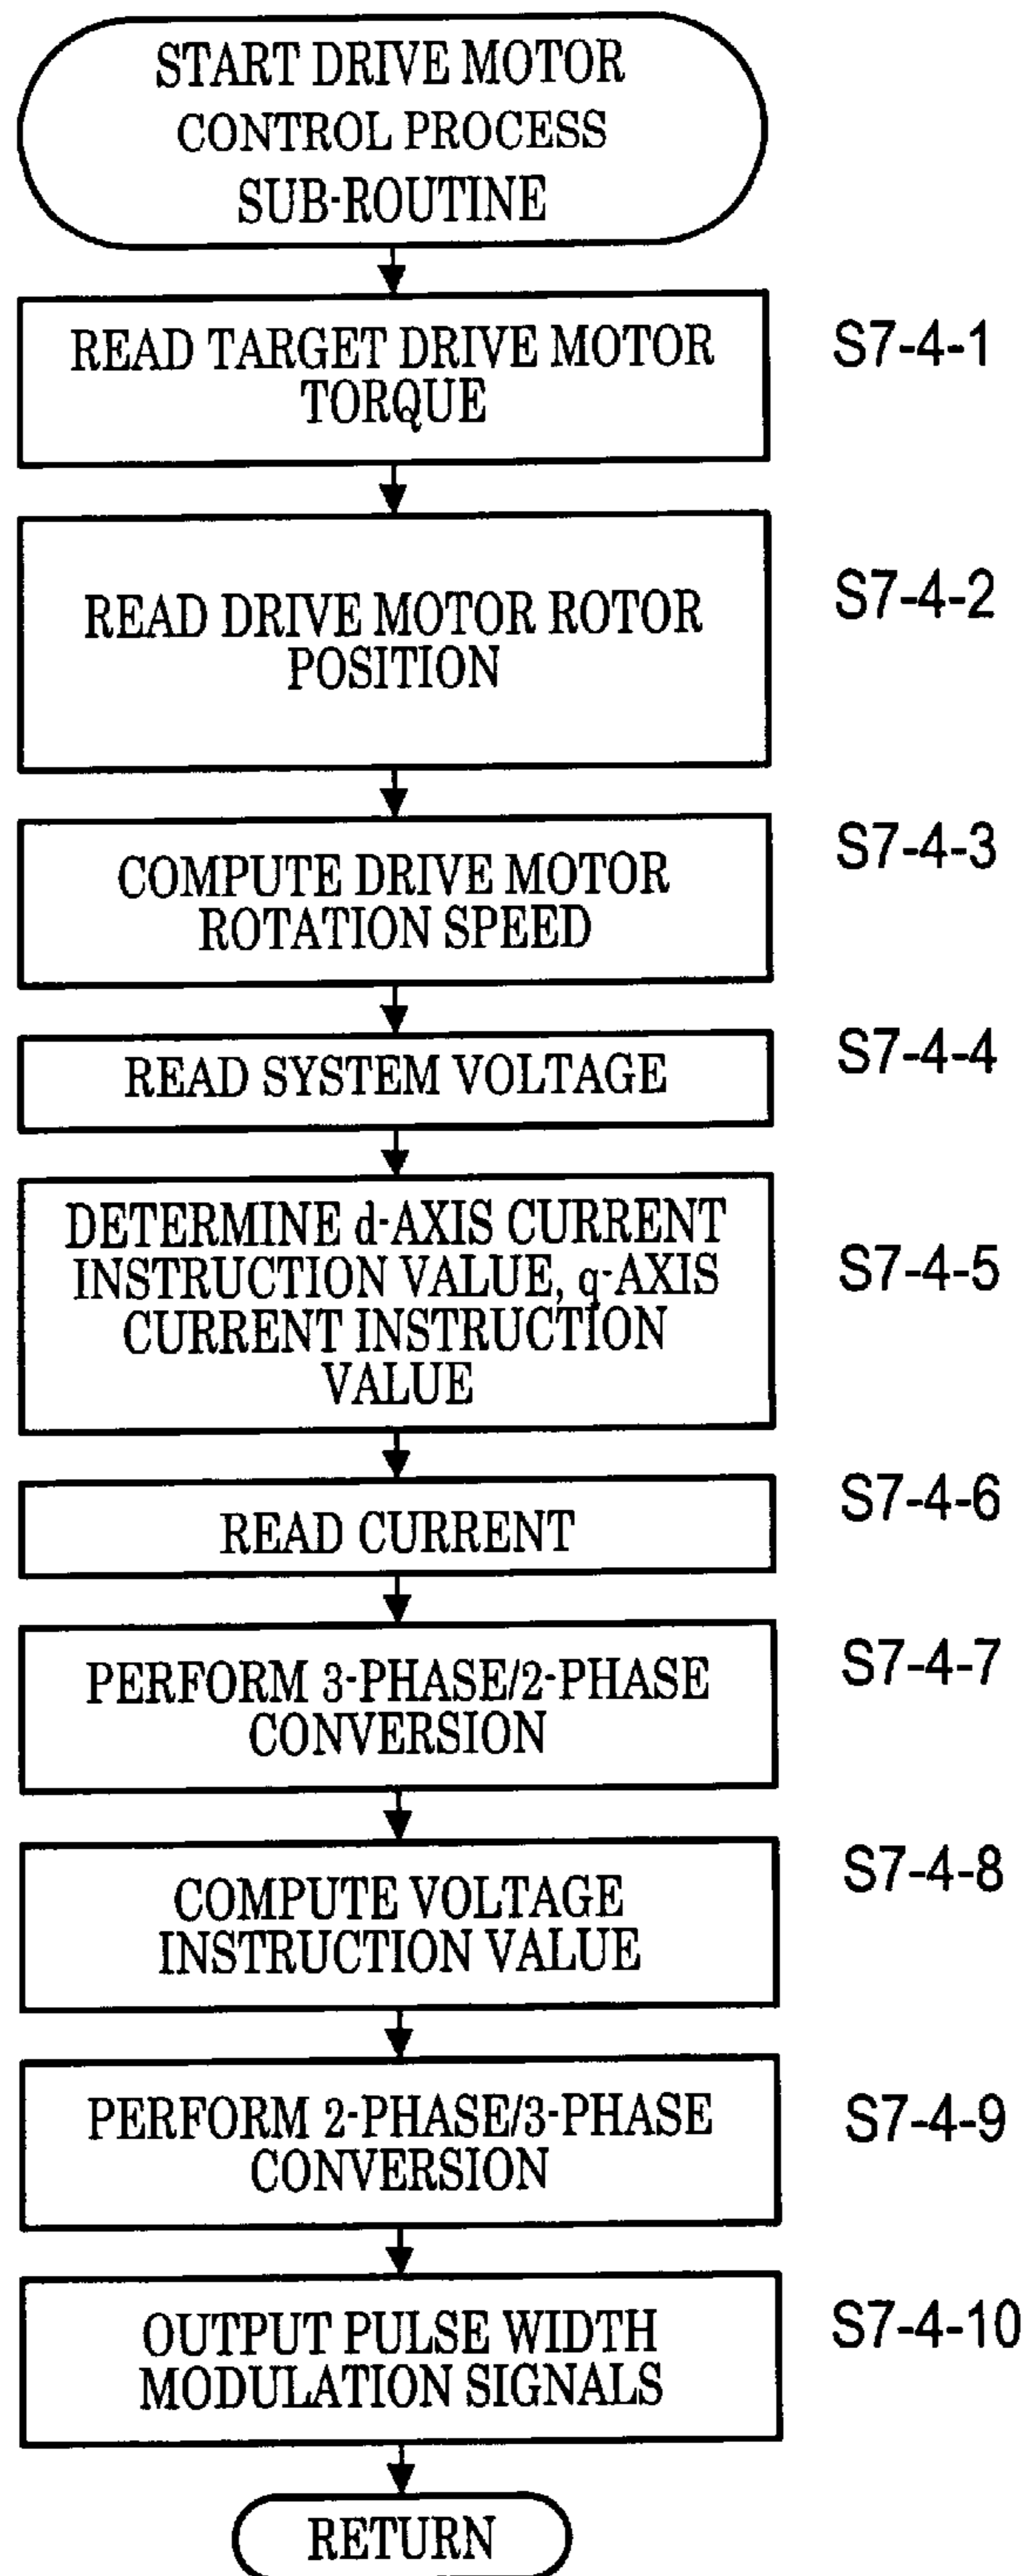 START DRIVE MOTOR
CONTROL PROCESS
SUB-ROUTINE
READ TARGET DRIVE MOTOR
TORQUE
S7-4-1
READ DRIVE MOTOR ROTOR
POSITION
S7-4-2
COMPUTE DRIVE MOTOR
ROTATION SPEED
S7-4-3
READ SYSTEM VOLTAGE
S7-4-4
DETERMINE d-AXIS CURRENT
INSTRUCTION VALUE, q-AXIS
CURRENT INSTRUCTION
VALUE
S7-4-5
READ CURRENT
S7-4-6
PERFORM 3-PHASE/2-PHASE
CONVERSION
S7-4-7
COMPUTE VOLTAGE
INSTRUCTION VALUE
S7-4-8
PERFORM 2-PHASE/3-PHASE
CONVERSION
S7-4-9
OUTPUT PULSE WIDTH
MODULATION SIGNALS
S7-4-10
RETURN